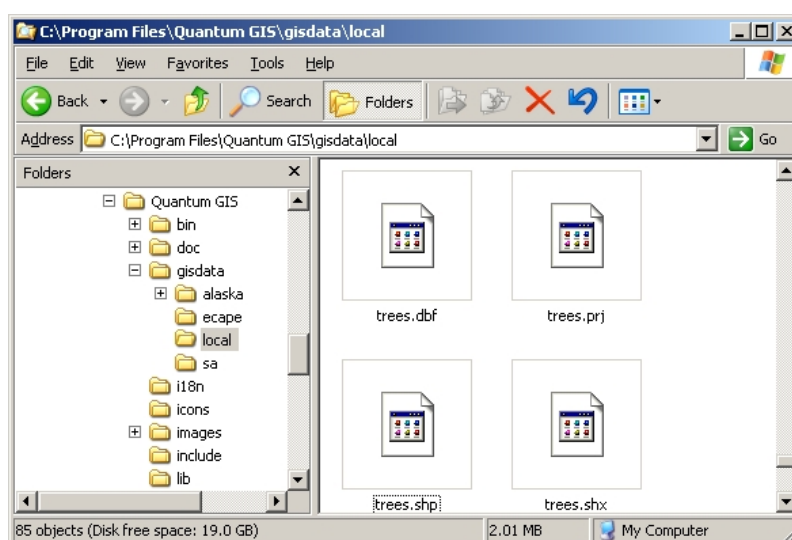 C:\Program Files\Quantum GIS\gisdata\local
File Edit View Favorites Tools Help
Back Search Folders
Address C:\Program Files\Quantum GIS\gisdata\local Go
Folders
Quantum GIS
bin
doc
gisdata
alaska
ecape
local
sa
i18n
icons
images
include
lib
trees.dbf trees.prj
trees.shp trees.shx
85 objects (Disk free space: 19.0 GB) 2.01 MB My Computer